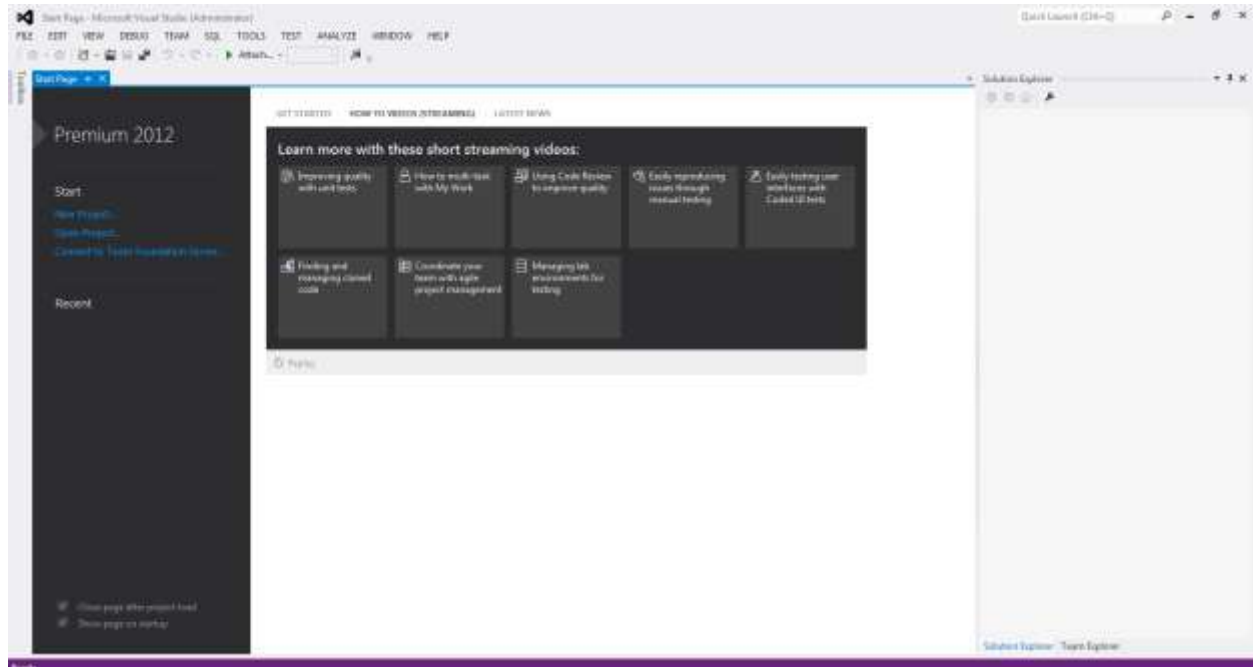 Start Page - Microsoft Visual Studio (Administrator)
Quick Launch (Ctrl+Q)
FILE EDIT VIEW DEBUG TEAM SQL TOOLS TEST ANALYZE WINDOW HELP
Attach...
Toolbox
Start Page
Solution Explorer
GET STARTED HOW-TO VIDEOS (STREAMING) LATEST NEWS
Premium 2012
Learn more with these short streaming videos:
Improving quality
with unit tests
How to multi-task
with My Work
Using Code Review
to improve quality
Easily reproducing
issues through
manual testing
Easily testing user
interfaces with
Coded UI tests
Start
New Project...
Open Project...
Connect to Team Foundation Server...
Finding and
managing cloned
code
Coordinate your
team with agile
project management
Managing lab
environments for
testing
Recent
Close page after project load
Show page on startup
Solution Explorer Team Explorer
Ready